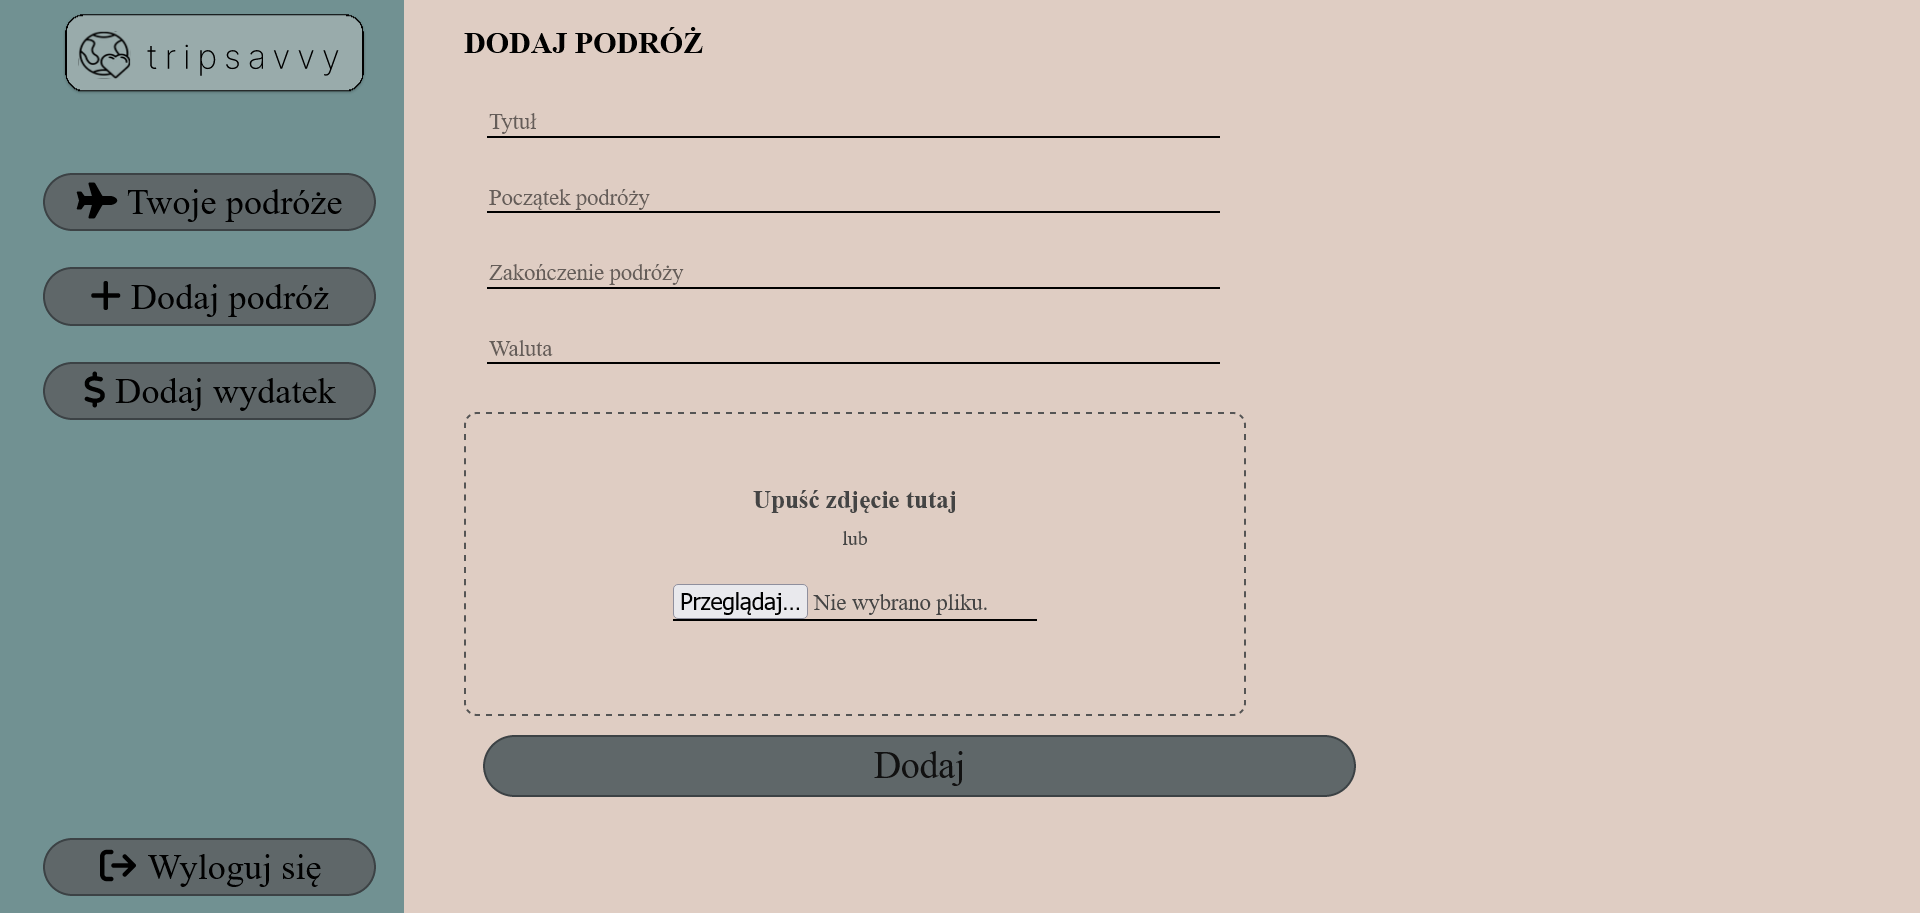 tripsavvy
Twoje podróże
Dodaj podróż
Dodaj wydatek
Wyloguj się
DODAJ PODRÓŻ
Tytuł
Początek podróży
Zakończenie podróży
Waluta
Upuść zdjęcie tutaj
lub
Przeglądaj... Nie wybrano pliku.
Dodaj